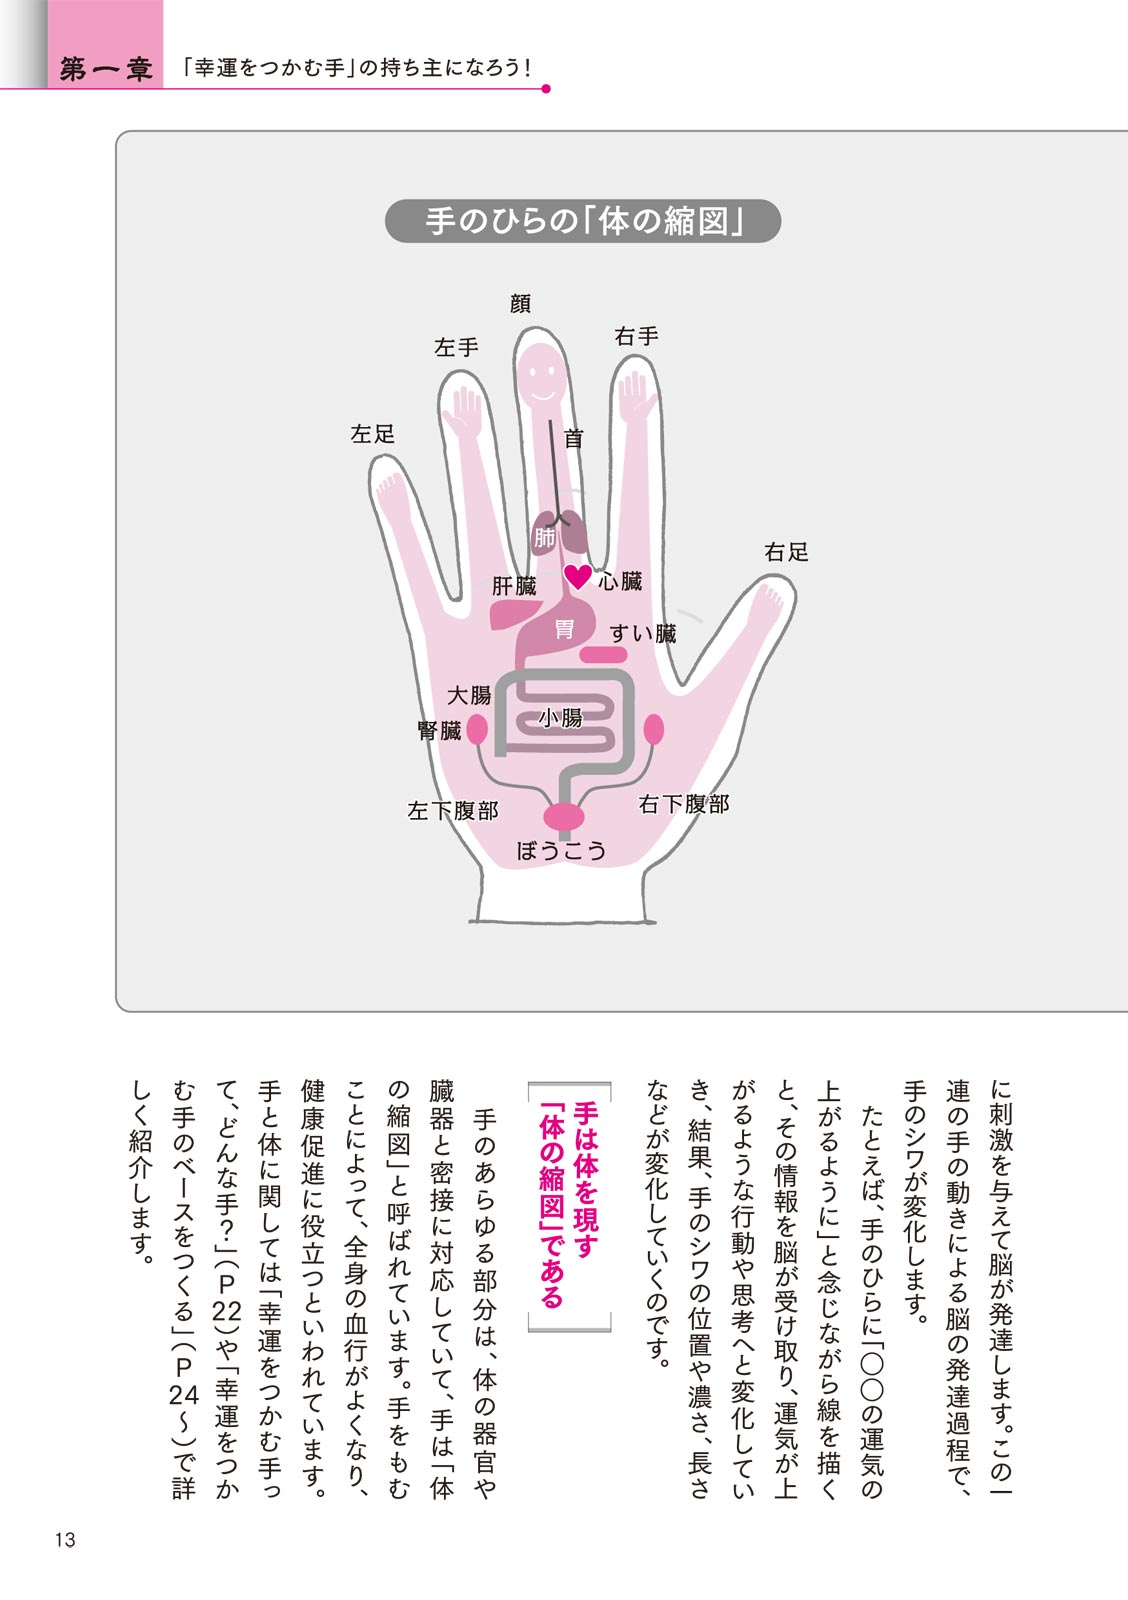 第一章
「幸運をつかむ手」の持ち主になろう！
手のひらの「体の縮図」
顔
左手
右手
左足
首
右足
肺
肝臓
心臓
胃
すい臓
大腸
小腸
腎臓
左下腹部
右下腹部
ぼうこう
に刺激を与えて脳が発達します。この一
連の手の動きによる脳の発達過程で、
手のシワが変化します。
たとえば、手のひらに「〇〇の運気の
上がるように」と念じながら線を描く
と、その情報を脳が受け取り、運気が上
がるような行動や思考へと変化してい
き、結果、手のシワの位置や濃さ、長さ
などが変化していくのです。
手は体を現す
「体の縮図」である
手のあらゆる部分は、体の器官や
臓器と密接に対応していて、手は「体
の縮図」と呼ばれています。手をもむ
ことによって、全身の血行がよくなり、
健康促進に役立つといわれています。
手と体に関しては「幸運をつかむ手っ
て、どんな手？」（P22）や「幸運をつか
む手のベースをつくる」（P24～）で詳
しく紹介します。
13